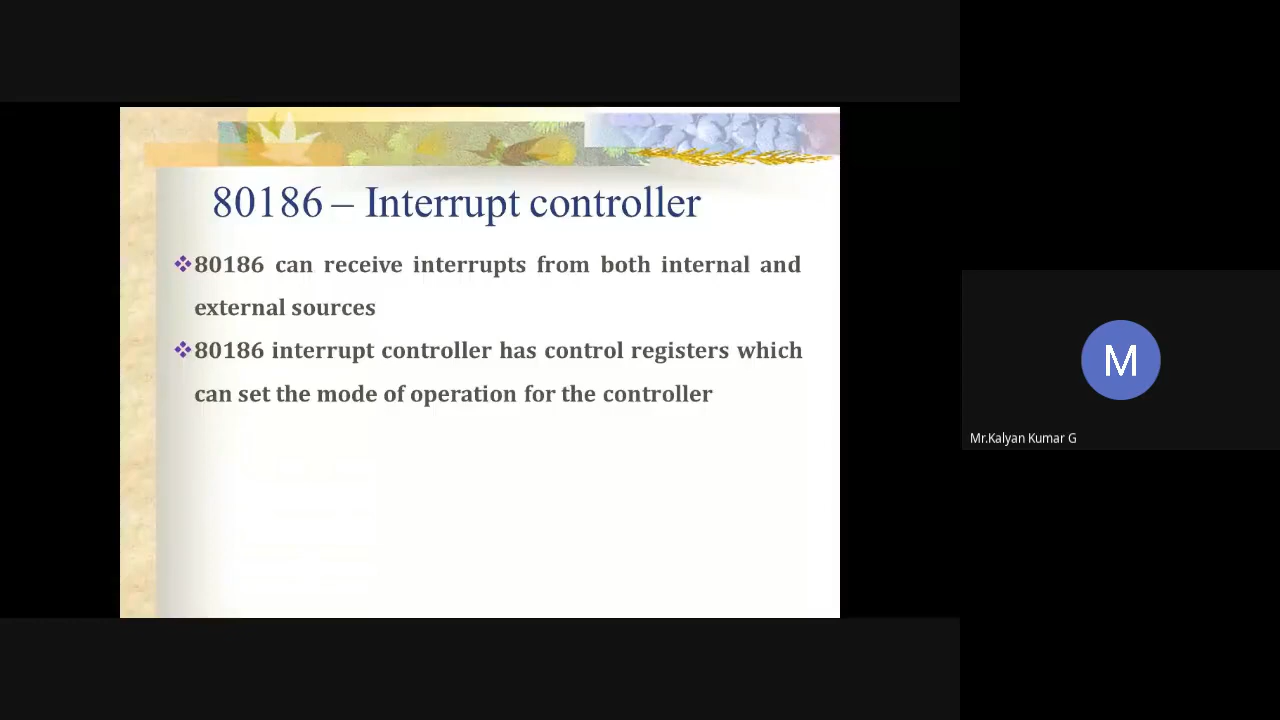 80186 – Interrupt controller
❖80186 can receive interrupts from both internal and
external sources
❖80186 interrupt controller has control registers which
can set the mode of operation for the controller
M
Mr.Kalyan Kumar G